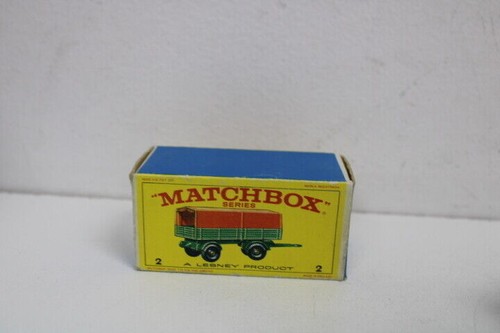 "MATCHBOX"
SERIES
2 A LESNEY PRODUCT 2